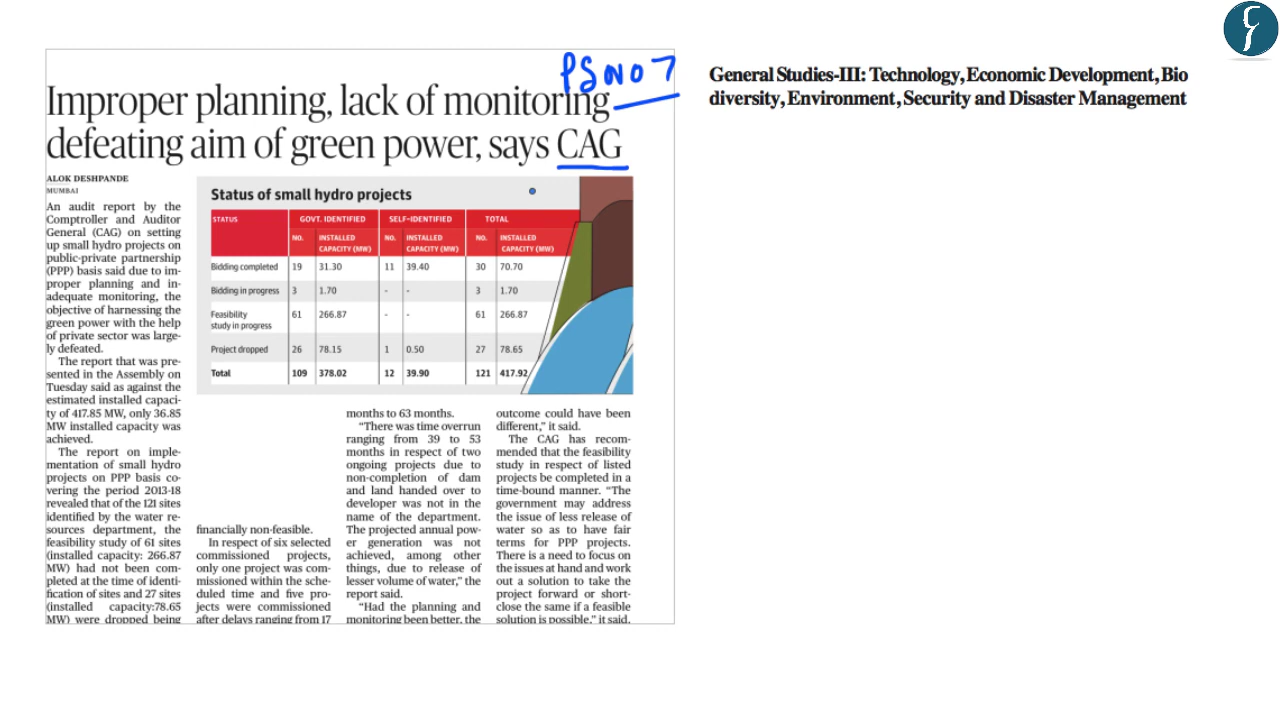 PSNO 7
General Studies-III: Technology, Economic Development, Bio
diversity, Environment, Security and Disaster Management
Improper planning, lack of monitoring
defeating aim of green power, says CAG
ALOK DESHPANDE
MUMBAI
An audit report by the
Comptroller and Auditor
General (CAG) on setting
up small hydro projects on
public-private partnership
(PPP) basis said due to im-
proper planning and in-
adequate monitoring, the
objective of harnessing the
green power with the help
of private sector was large-
ly defeated.
The report that was pre-
sented in the Assembly on
Tuesday said as against the
estimated installed capaci-
ty of 417.85 MW, only 36.85
MW installed capacity was
achieved.
The report on imple-
mentation of small hydro
projects on PPP basis co-
vering the period 2013-18
revealed that of the 121 sites
identified by the water re-
sources department, the
feasibility study of 61 sites
(installed capacity: 266.87
MW) had not been com-
pleted at the time of identi-
fication of sites and 27 sites
(installed capacity:78.65
MW) were dropped being
Status of small hydro projects
STATUS GOVT. IDENTIFIED SELF-IDENTIFIED TOTAL
NO. INSTALLED NO. INSTALLED NO. INSTALLED
CAPACITY (MW) CAPACITY (MW) CAPACITY (MW)
Bidding completed 19 31.30 11 39.40 30 70.70
Bidding in progress 3 1.70 - - 3 1.70
Feasibility 61 266.87 - - 61 266.87
study in progress
Project dropped 26 78.15 1 0.50 27 78.65
Total 109 378.02 12 39.90 121 417.92
financially non-feasible.
In respect of six selected
commissioned projects,
only one project was com-
missioned within the sche-
duled time and five pro-
jects were commissioned
after delays ranging from 17
months to 63 months.
“There was time overrun
ranging from 39 to 53
months in respect of two
ongoing projects due to
non-completion of dam
and land handed over to
developer was not in the
name of the department.
The projected annual pow-
er generation was not
achieved, among other
things, due to release of
lesser volume of water,” the
report said.
“Had the planning and
monitoring been better, the
outcome could have been
different,” it said.
The CAG has recom-
mended that the feasibility
study in respect of listed
projects be completed in a
time-bound manner. “The
government may address
the issue of less release of
water so as to have fair
terms for PPP projects.
There is a need to focus on
the issues at hand and work
out a solution to take the
project forward or short-
close the same if a feasible
solution is possible,” it said.